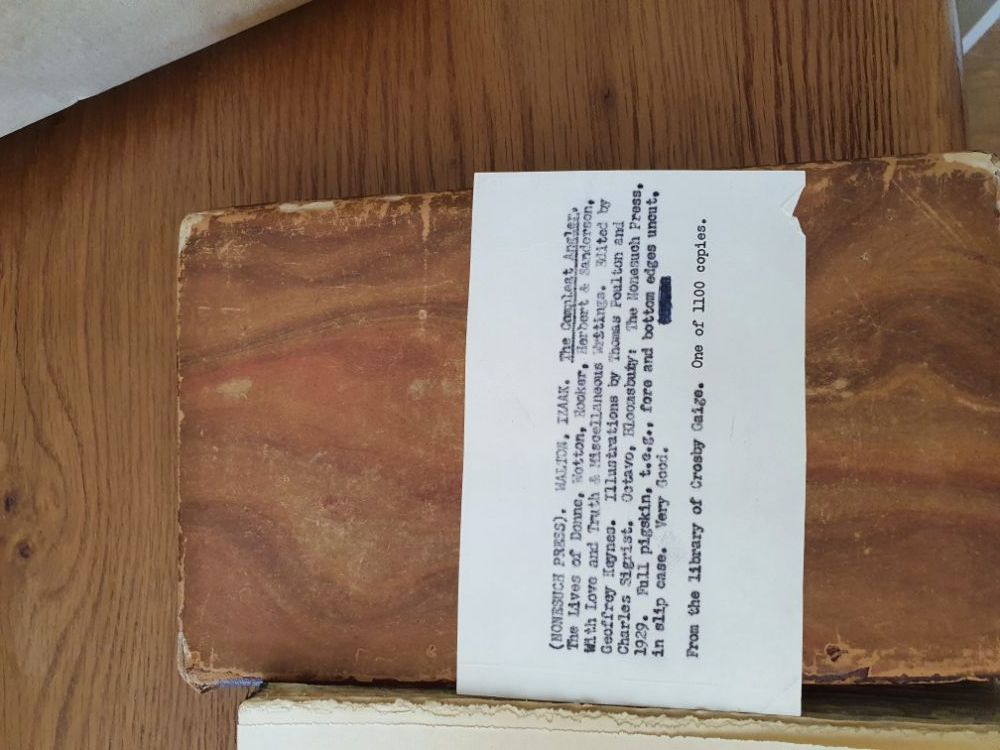 (NONESUCH PRESS). WALTON, IZAAK. The Compleat Angler.
The Lives of Donne, Wotton, Hooker, Herbert & Sanderson,
With Love and Truth & Miscellaneous Writings. Edited by
Geoffrey Keynes. Illustrations by Thomas Poulton and
Charles Sigrist. Octavo, Bloomsbury: The Nonesuch Press,
1929. Full pigskin, t.e.g., fore and bottom edges uncut,
in slip case. Very Good.
From the library of Crosby Gaige. One of 1100 copies.